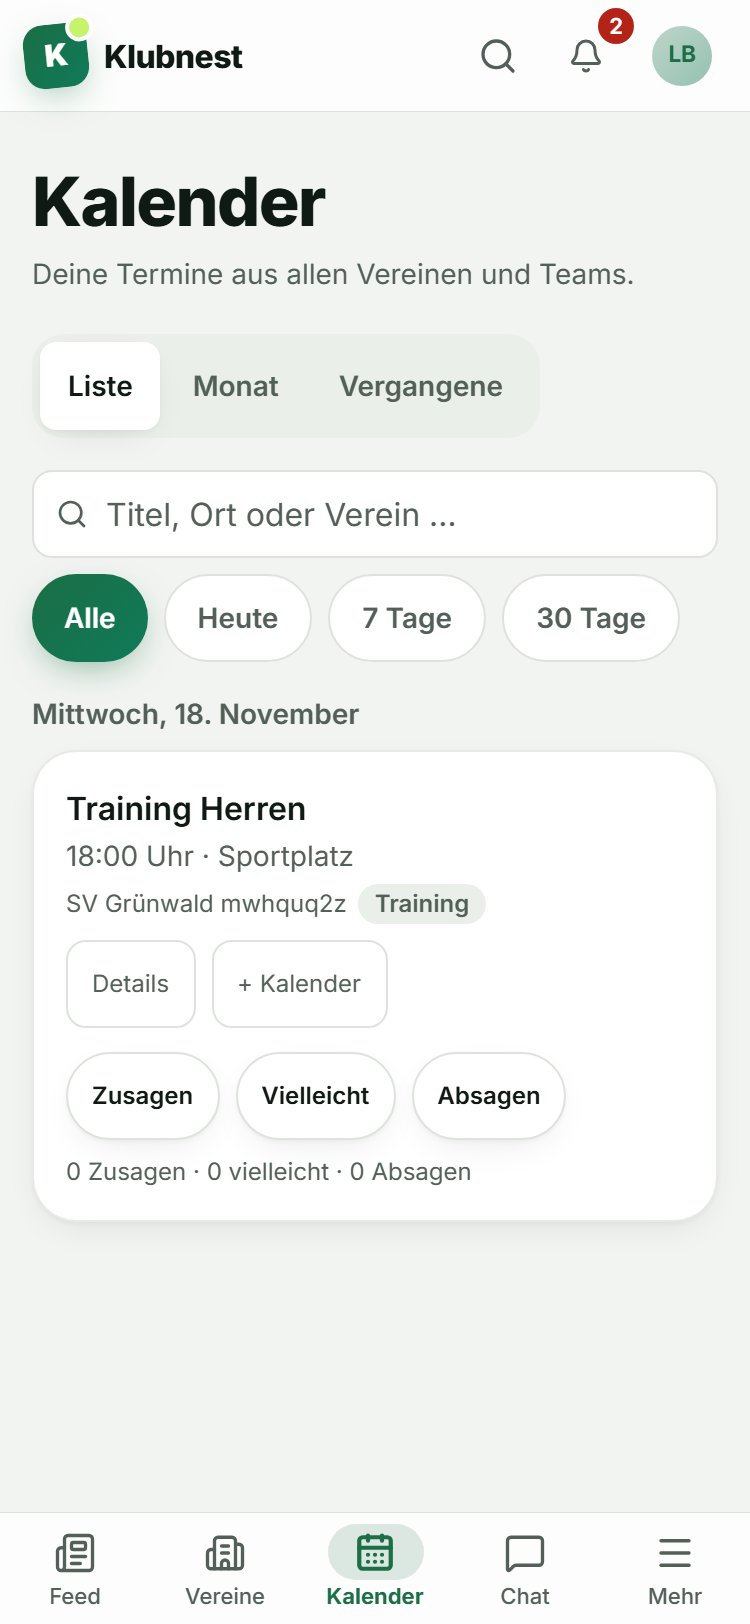 K Klubnest 2 LB
Kalender
Deine Termine aus allen Vereinen und Teams.
Liste Monat Vergangene
Titel, Ort oder Verein ...
Alle Heute 7 Tage 30 Tage
Mittwoch, 18. November
Training Herren
18:00 Uhr · Sportplatz
SV Grünwald mwhquq2z Training
Details + Kalender
Zusagen Vielleicht Absagen
0 Zusagen · 0 vielleicht · 0 Absagen
Feed Vereine Kalender Chat Mehr